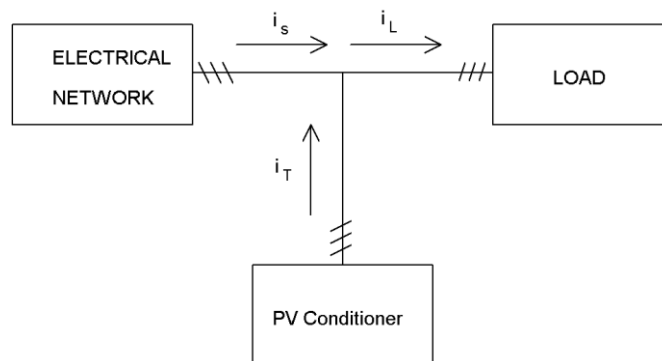 i_s
i_L
ELECTRICAL
NETWORK
LOAD
i_T
PV Conditioner